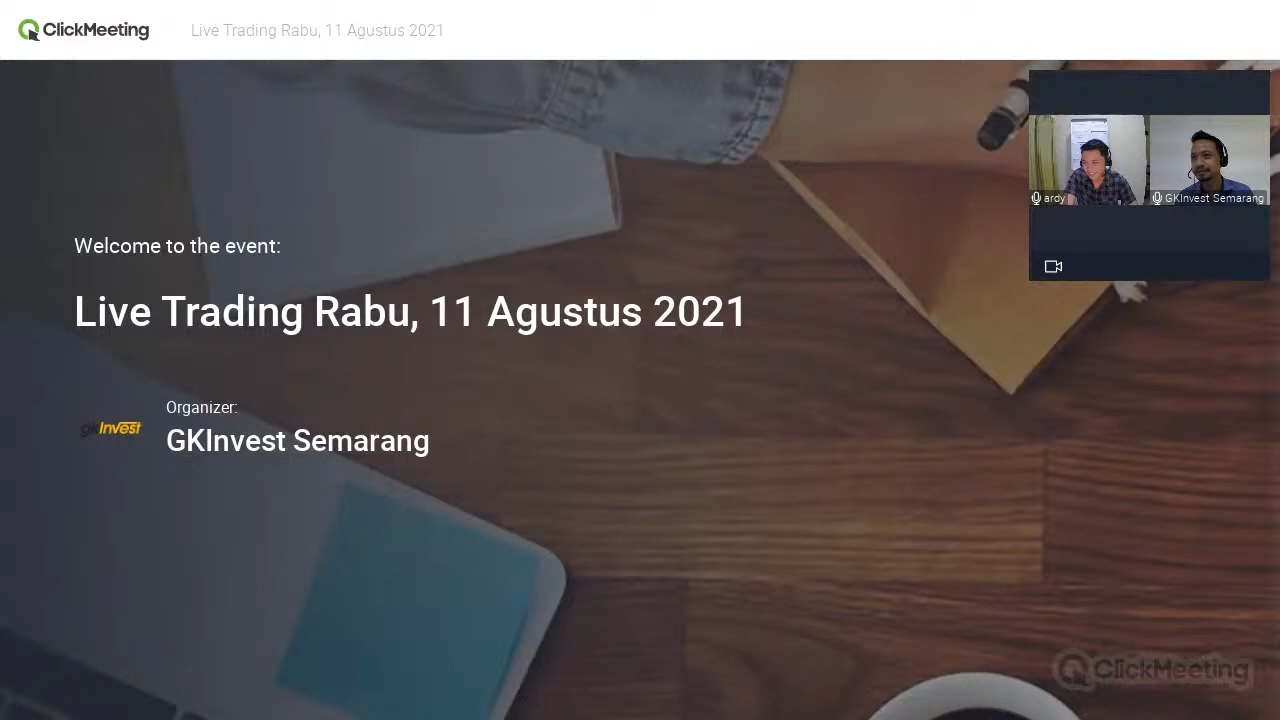 ClickMeeting
Live Trading Rabu, 11 Agustus 2021
ardy
GKInvest Semarang
Welcome to the event:
Live Trading Rabu, 11 Agustus 2021
Organizer:
gkInvest
GKInvest Semarang
ClickMeeting